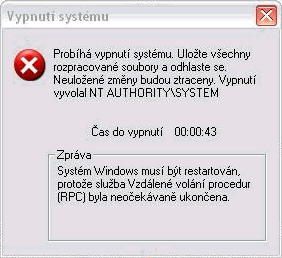 Vypnutí systému
Probíhá vypnutí systému. Uložte všechny
rozpracované soubory a odhlaste se.
Neuložené změny budou ztraceny. Vypnutí
vyvolal NT AUTHORITY\SYSTEM
Čas do vypnutí 00:00:43
Zpráva
Systém Windows musí být restartován,
protože služba Vzdálené volání procedur
(RPC) byla neočekávaně ukončena.